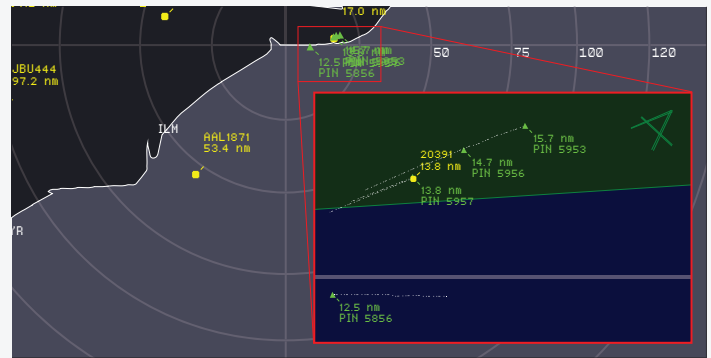 17.0 nm
JBU444
97.2 nm
12.5
PIN 5856
50
75
100
120
ILM
AAL1871
53.4 nm
YR
20391
13.8 nm
15.7 nm
PIN 5953
14.7 nm
PIN 5956
13.8 nm
PIN 5957
12.5 nm
PIN 5856